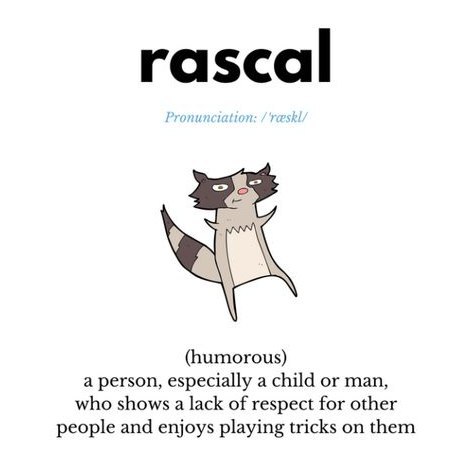 rascal
Pronunciation: /ˈræskl/
(humorous)
a person, especially a child or man,
who shows a lack of respect for other
people and enjoys playing tricks on them